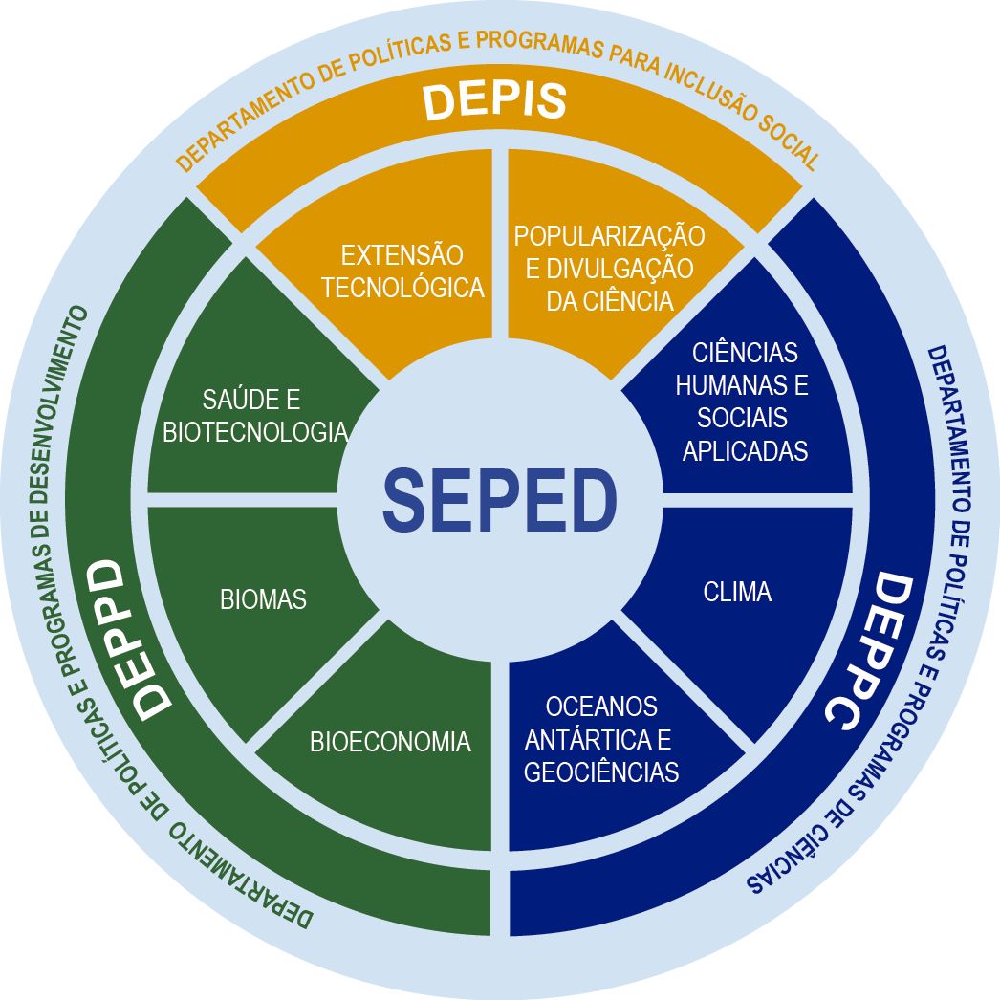 DEPARTAMENTO DE POLÍTICAS E PROGRAMAS PARA INCLUSÃO SOCIAL
DEPIS
EXTENSÃO
TECNOLÓGICA
POPULARIZAÇÃO
E DIVULGAÇÃO
DA CIÊNCIA
CIÊNCIAS
HUMANAS E
SOCIAIS
APLICADAS
CLIMA
OCEANOS
ANTÁRTICA E
GEOCIÊNCIAS
DEPPC
DEPARTAMENTO DE POLÍTICAS E PROGRAMAS DE CIÊNCIAS
SAÚDE E
BIOTECNOLOGIA
BIOMAS
BIOECONOMIA
DEPPD
DEPARTAMENTO DE POLÍTICAS E PROGRAMAS DE DESENVOLVIMENTO
SEPED